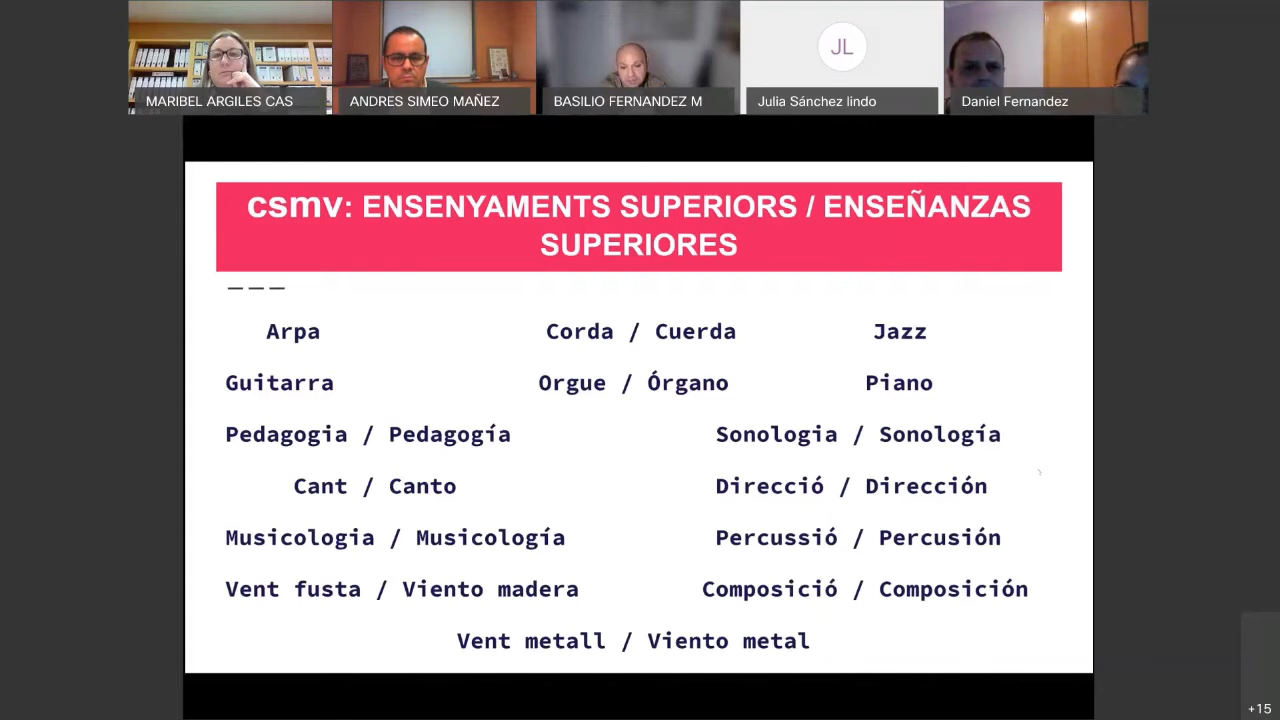 JL
MARIBEL ARGILES CAS
ANDRES SIMEO MAÑEZ
BASILIO FERNANDEZ M
Julia Sánchez lindo
Daniel Fernandez
csmv: ENSENYAMENTS SUPERIORS / ENSEÑANZAS
SUPERIORES
Arpa Corda / Cuerda Jazz
Guitarra Orgue / Órgano Piano
Pedagogia / Pedagogía Sonologia / Sonología
Cant / Canto Direcció / Dirección
Musicologia / Musicología Percussió / Percusión
Vent fusta / Viento madera Composició / Composición
Vent metall / Viento metal
+15